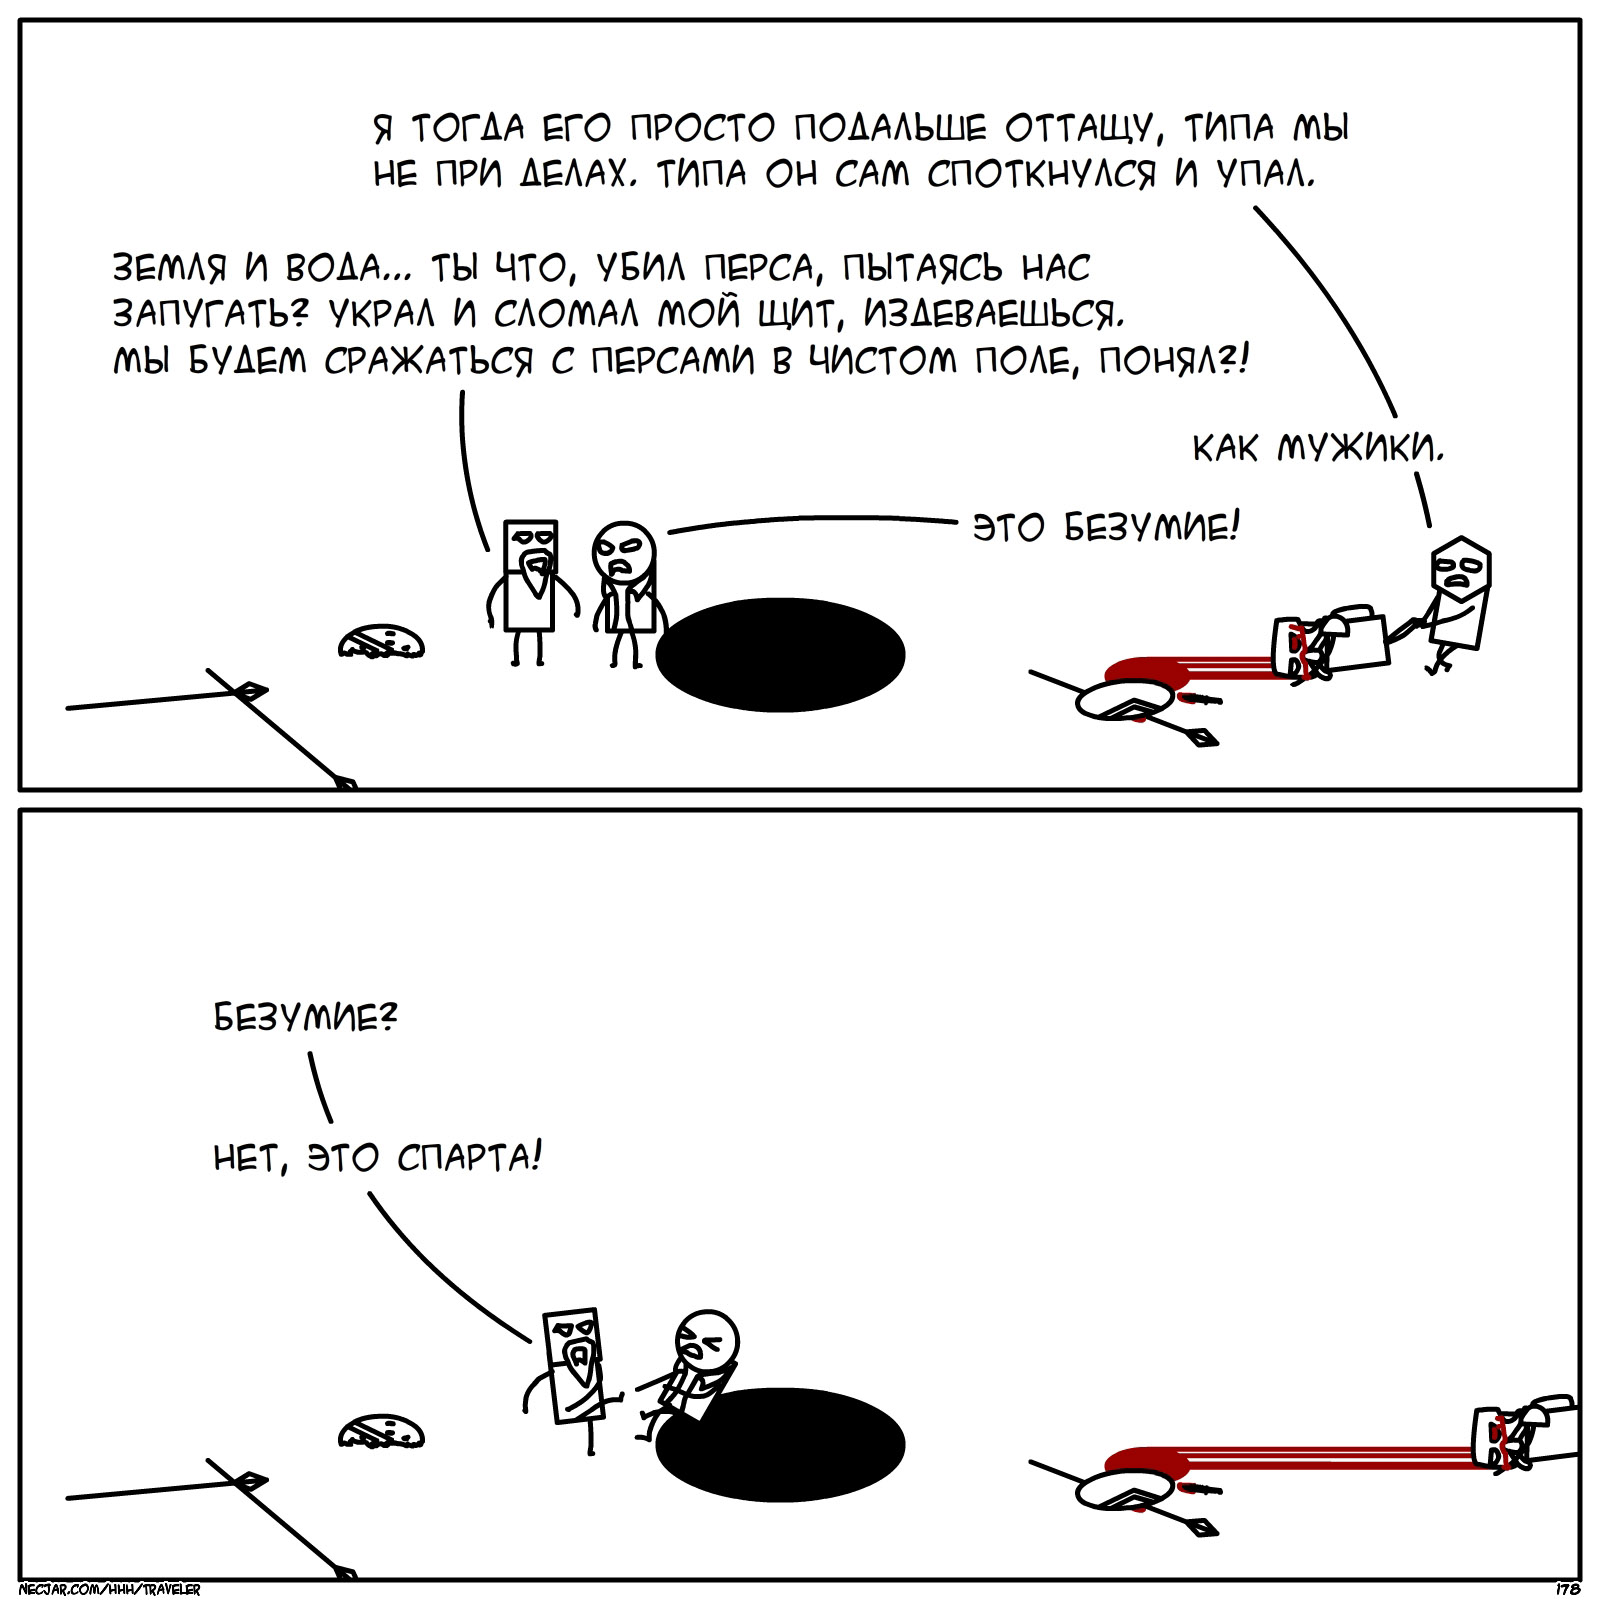 Я ТОГДА ЕГО ПРОСТО ПОДАЛЬШЕ ОТТАЩУ, ТИПА МЫ
НЕ ПРИ ДЕЛАХ. ТИПА ОН САМ СПОТКНУЛСЯ И УПАЛ.
ЗЕМЛЯ И ВОДА... ТЫ ЧТО, УБИЛ ПЕРСА, ПЫТАЯСЬ НАС
ЗАПУГАТЬ? УКРАЛ И СЛОМАЛ МОЙ ЩИТ, ИЗДЕВАЕШЬСЯ.
МЫ БУДЕМ СРАЖАТЬСЯ С ПЕРСАМИ В ЧИСТОМ ПОЛЕ, ПОНЯЛ?!
КАК МУЖИКИ.
ЭТО БЕЗУМИЕ!
БЕЗУМИЕ?
НЕТ, ЭТО СПАРТА!
NECJAR.COM/HHH/TRAVELER
178